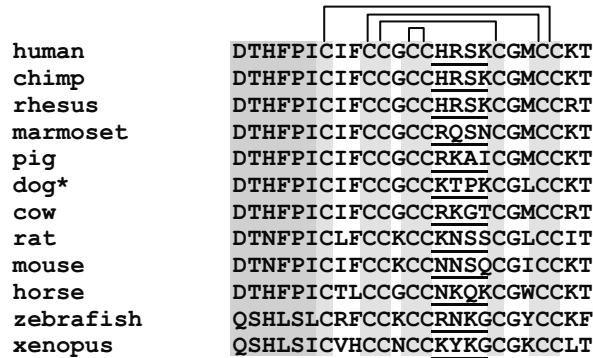 human DTHFPICIFCCGCCHRSKCGMCCKT
chimp DTHFPICIFCCGCCHRSKCGMCCKT
rhesus DTHFPICIFCCGCCHRSKCGMCCRT
marmoset DTHFPICIFCCGCCRQSNCGMCCKT
pig DTHFPICIFCCGCCRKAICGMCCKT
dog* DTHFPICIFCCGCCKTPKCGLCCKT
cow DTHFPICIFCCGCCRKGTCGMCCRT
rat DTNFPICLFCCKCCKNSSCGLCCIT
mouse DTNFPICIFCCKCCNNSQCGICCKT
horse DTHFPICTLCCGCCNKQKCGWCCKT
zebrafish QSHLSLCRFCCKCCRNKGCGYCCKF
xenopus QSHLSICVHCCNCCKYKGCGKCCLT